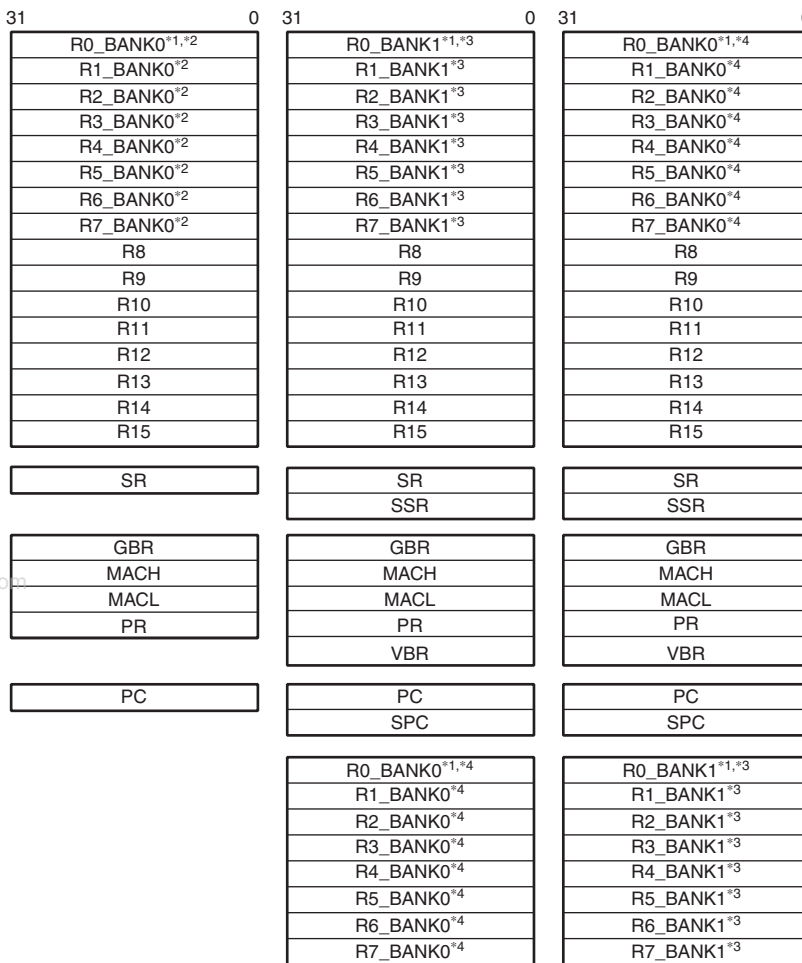 31 0 31 0 31
R0_BANK0*1,*2 R0_BANK1*1,*3 R0_BANK0*1,*4
R1_BANK0*2 R1_BANK1*3 R1_BANK0*4
R2_BANK0*2 R2_BANK1*3 R2_BANK0*4
R3_BANK0*2 R3_BANK1*3 R3_BANK0*4
R4_BANK0*2 R4_BANK1*3 R4_BANK0*4
R5_BANK0*2 R5_BANK1*3 R5_BANK0*4
R6_BANK0*2 R6_BANK1*3 R6_BANK0*4
R7_BANK0*2 R7_BANK1*3 R7_BANK0*4
R8 R8 R8
R9 R9 R9
R10 R10 R10
R11 R11 R11
R12 R12 R12
R13 R13 R13
R14 R14 R14
R15 R15 R15
SR SR SR
SSR SSR
GBR GBR GBR
MACH MACH MACH
MACL MACL MACL
PR PR PR
VBR VBR
PC PC PC
SPC SPC
R0_BANK0*1,*4 R0_BANK1*1,*3
R1_BANK0*4 R1_BANK1*3
R2_BANK0*4 R2_BANK1*3
R3_BANK0*4 R3_BANK1*3
R4_BANK0*4 R4_BANK1*3
R5_BANK0*4 R5_BANK1*3
R6_BANK0*4 R6_BANK1*3
R7_BANK0*4 R7_BANK1*3